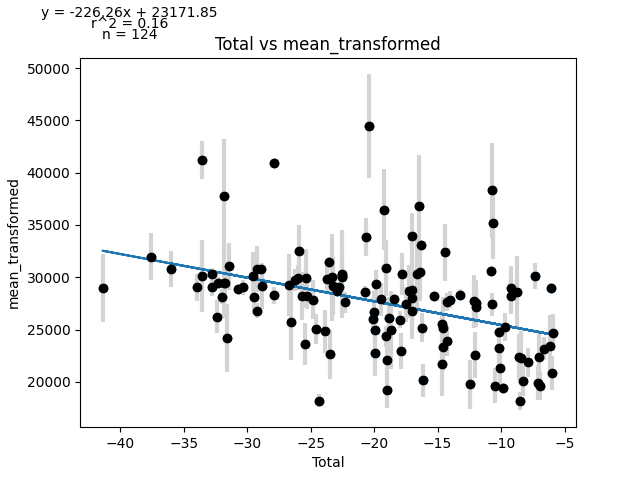 y = -226.26x + 23171.85
r^2 = 0.16
n = 124
Total vs mean_transformed
50000
45000
40000
35000
30000
25000
20000
mean_transformed
−40 −35 −30 −25 −20 −15 −10 −5
Total